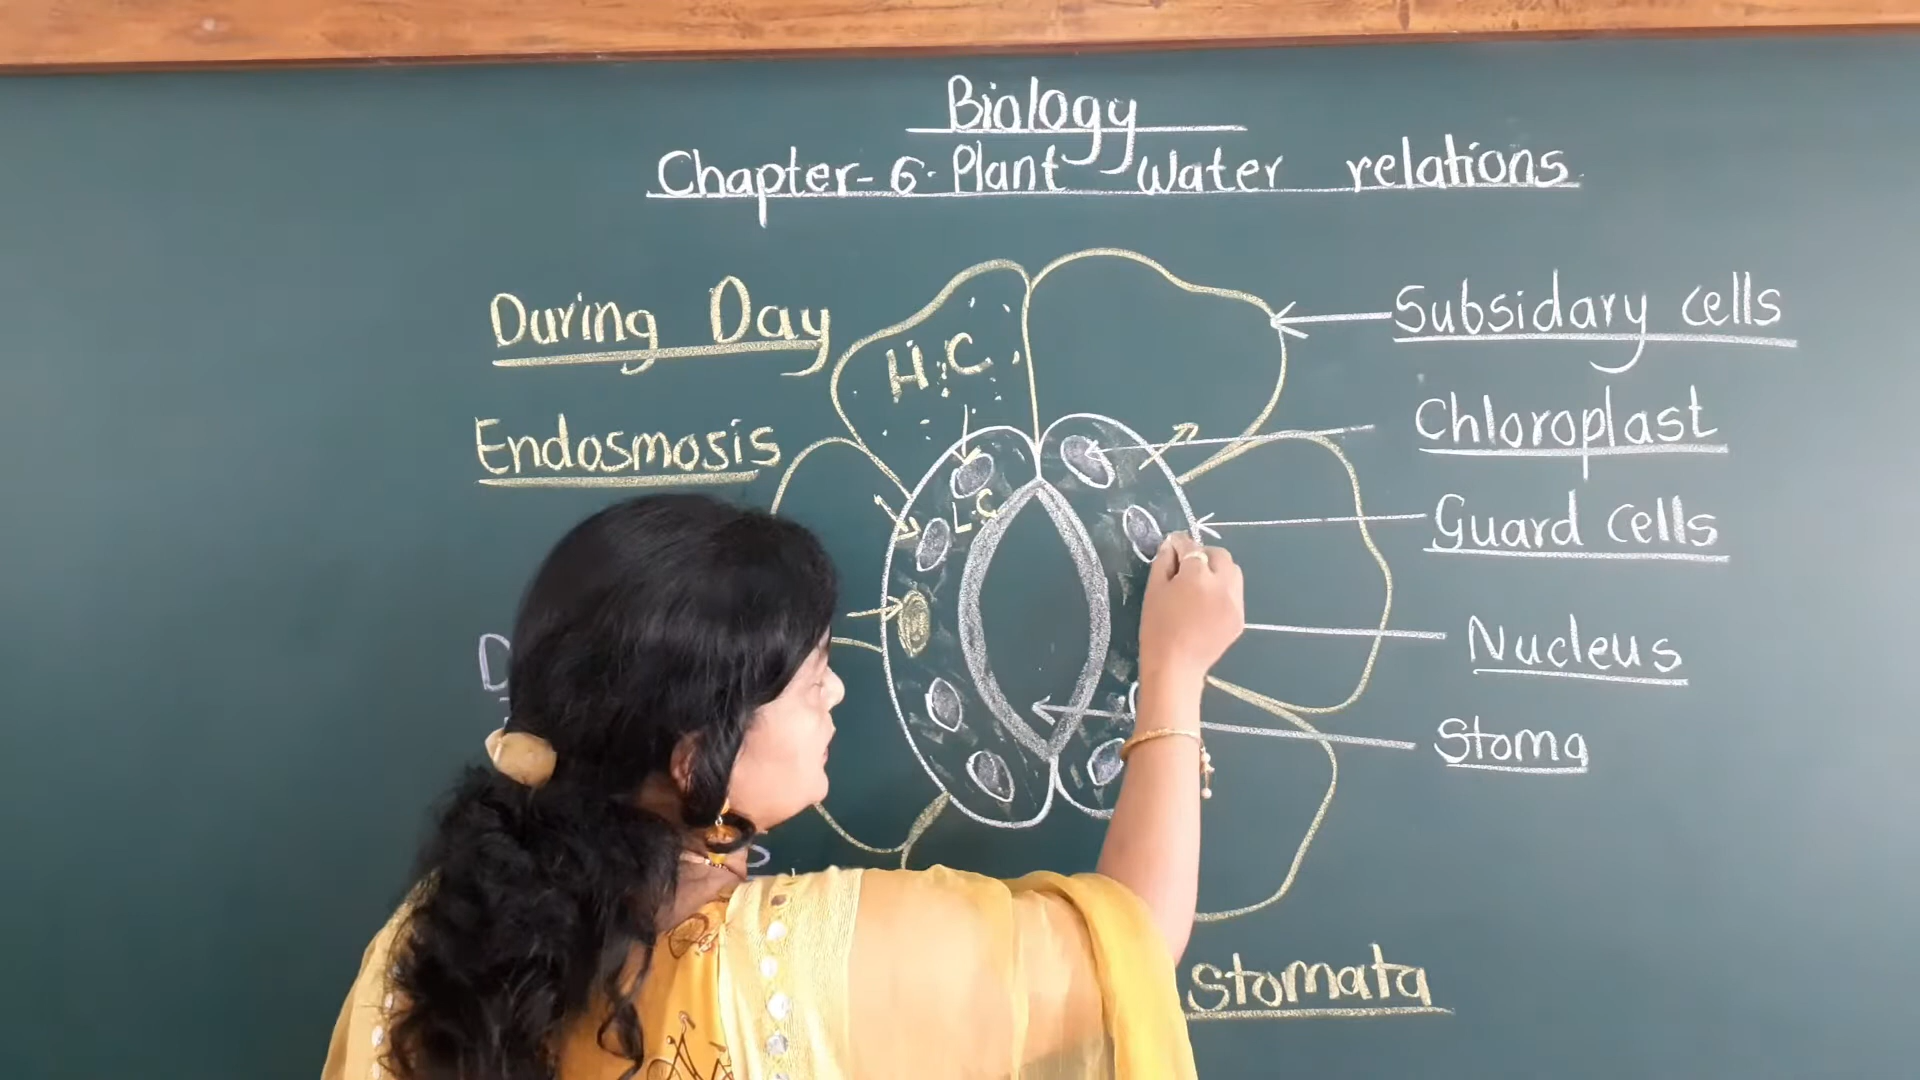 Biology
Chapter-6. Plant Water relations
During Day
Endosmosis
H.C
L.C
Subsidary cells
Chloroplast
Guard cells
Nucleus
Stoma
Stomata